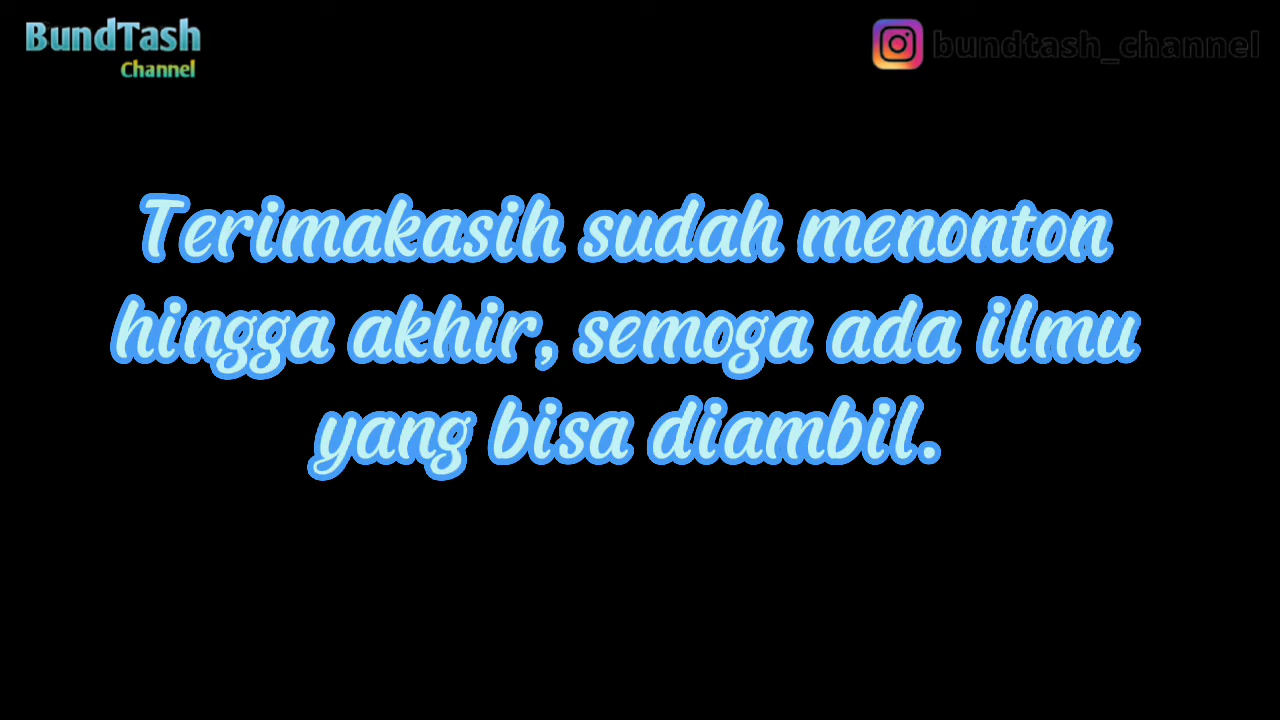 BundTash
Channel
bundtash_channel
Terimakasih sudah menonton
hingga akhir, semoga ada ilmu
yang bisa diambil.